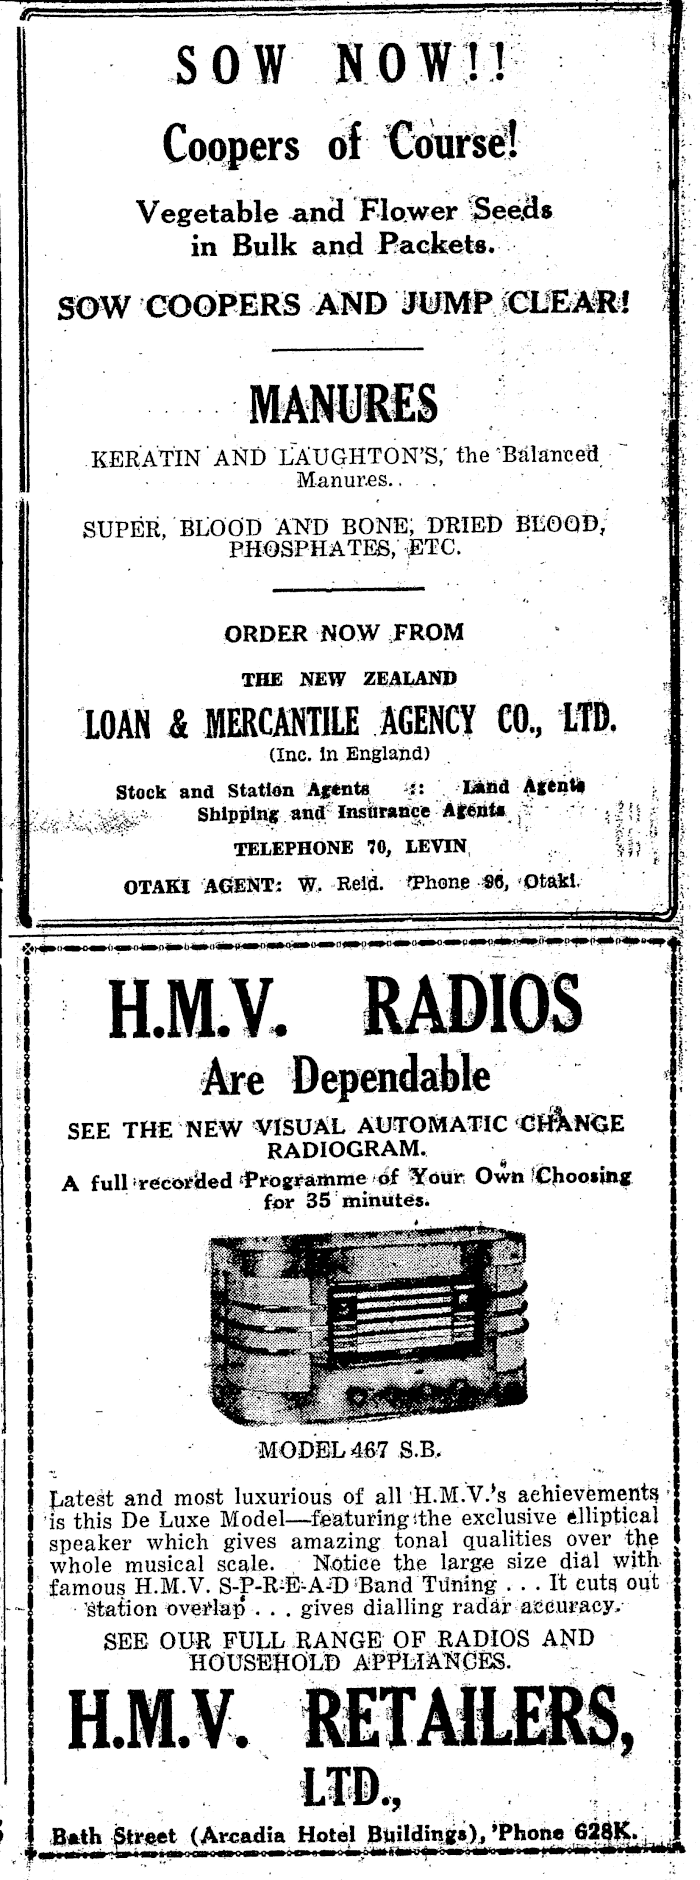 SOW NOW!!
Coopers of Course!
Vegetable and Flower Seeds
in Bulk and Packets.
SOW COOPERS AND JUMP CLEAR!
MANURES
KERATIN AND LAUGHTON'S, the Balanced
Manures.
SUPER, BLOOD AND BONE, DRIED BLOOD,
PHOSPHATES, ETC.
ORDER NOW FROM
THE NEW ZEALAND
LOAN & MERCANTILE AGENCY CO., LTD.
(Inc. in England)
Stock and Station Agents :: Land Agents
Shipping and Insurance Agents
TELEPHONE 70, LEVIN
OTAKI AGENT: W. Reid. 'Phone 96, Otaki.
H.M.V. RADIOS
Are Dependable
SEE THE NEW VISUAL AUTOMATIC CHANGE
RADIOGRAM.
A full recorded Programme of Your Own Choosing
for 35 minutes.
MODEL 467 S.B.
Latest and most luxurious of all H.M.V.'s achievements
is this De Luxe Model—featuring the exclusive elliptical
speaker which gives amazing tonal qualities over the
whole musical scale. Notice the large size dial with
famous H.M.V. S-P-R-E-A-D Band Tuning . . . It cuts out
station overlap . . . gives dialling radar accuracy.
SEE OUR FULL RANGE OF RADIOS AND
HOUSEHOLD APPLIANCES.
H.M.V. RETAILERS,
LTD.,
Bath Street (Arcadia Hotel Buildings), 'Phone 628K.